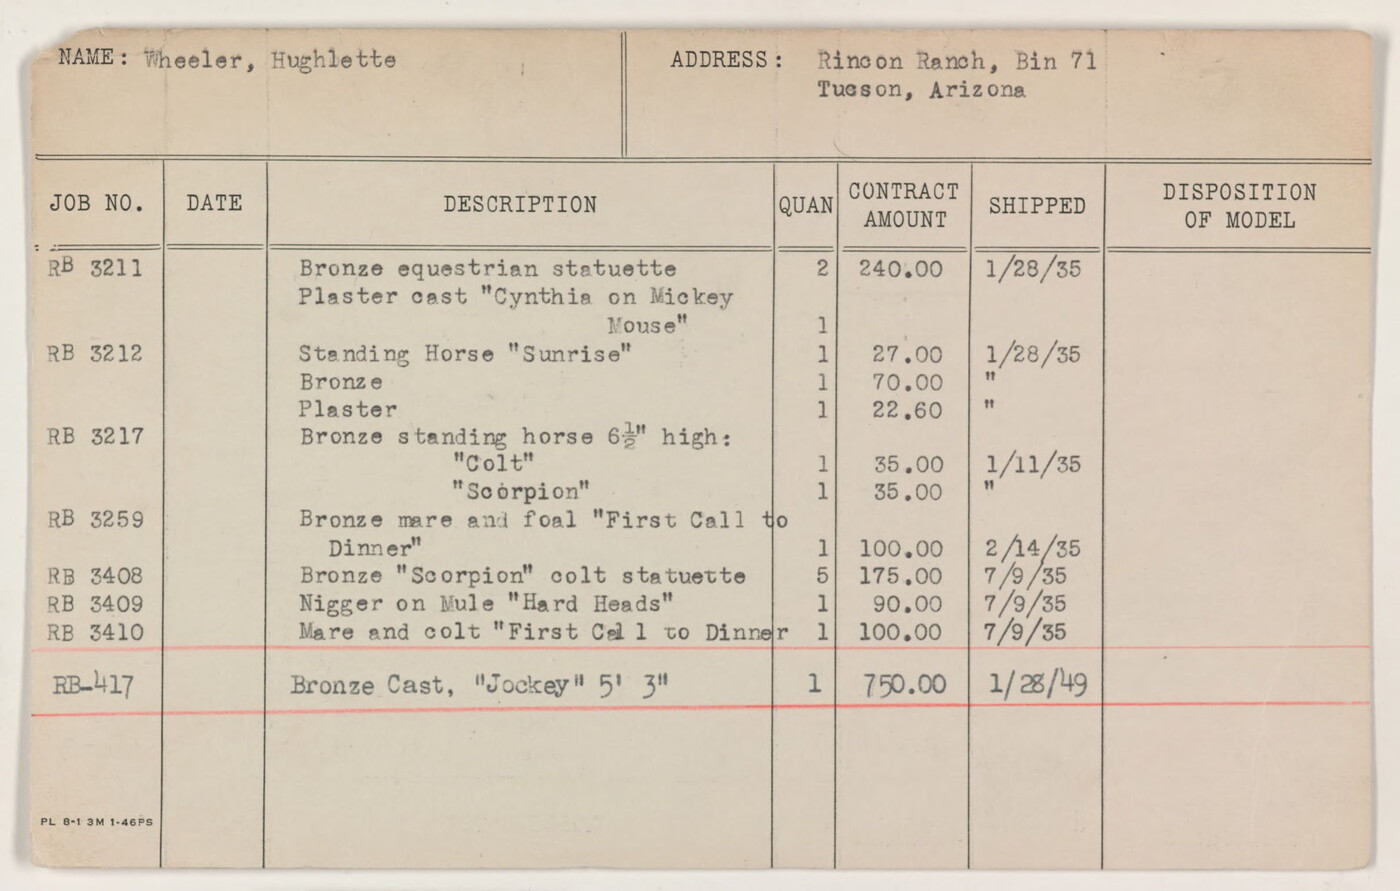 NAME: Wheeler, Hughlette ADDRESS: Rincon Ranch, Bin 71
Tucson, Arizona
JOB NO. DATE DESCRIPTION QUAN CONTRACT AMOUNT SHIPPED DISPOSITION OF MODEL
RB 3211 Bronze equestrian statuette 2 240.00 1/28/35
Plaster cast "Cynthia on Mickey
Mouse" 1
RB 3212 Standing Horse "Sunrise" 1 27.00 1/28/35
Bronze 1 70.00 "
Plaster 1 22.60 "
RB 3217 Bronze standing horse 6½" high:
"Colt" 1 35.00 1/11/35
"Scorpion" 1 35.00 "
RB 3259 Bronze mare and foal "First Call to
Dinner" 1 100.00 2/14/35
RB 3408 Bronze "Scorpion" colt statuette 5 175.00 7/9/35
RB 3409 Nigger on Mule "Hard Heads" 1 90.00 7/9/35
RB 3410 Mare and colt "First Call to Dinner 1 100.00 7/9/35
RB-417 Bronze Cast, "Jockey" 5' 3" 1 750.00 1/28/49
PL 8-1 3M 1-46PS